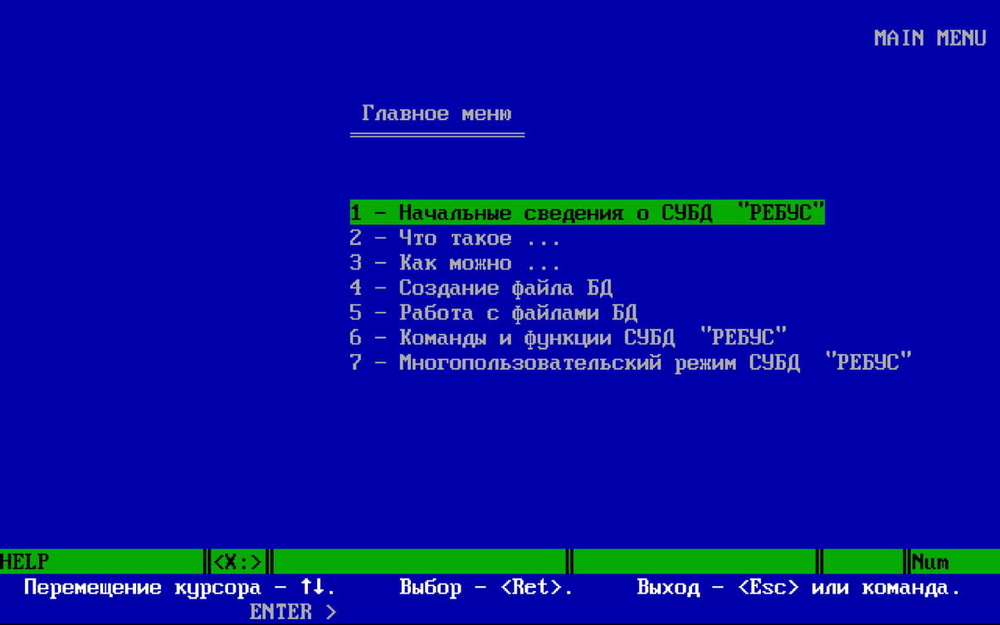 MAIN MENU
Главное меню
1 - Начальные сведения о СУБД "РЕБУС"
2 - Что такое ...
3 - Как можно ...
4 - Создание файла БД
5 - Работа с файлами БД
6 - Команды и функции СУБД "РЕБУС"
7 - Многопользовательский режим СУБД "РЕБУС"
HELP ║<X:>║ ║ ║ ║Num
Перемещение курсора - ↑↓. Выбор - <Ret>. Выход - <Esc> или команда.
ENTER >